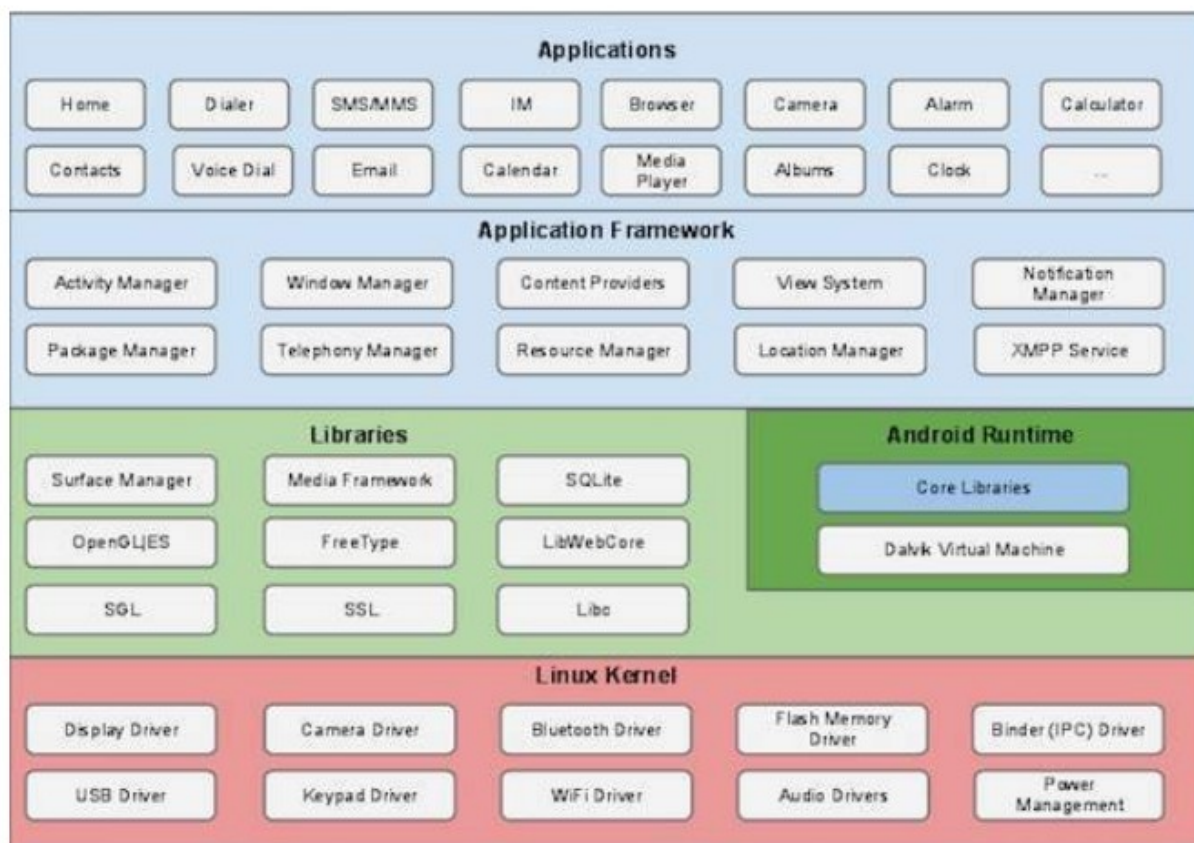 Applications
Home Dialer SMS/MMS IM Browser Camera Alarm Calculator
Contacts Voice Dial Email Calendar Media Player Albums Clock ...
Application Framework
Activity Manager Window Manager Content Providers View System Notification Manager
Package Manager Telephony Manager Resource Manager Location Manager XMPP Service
Libraries
Surface Manager Media Framework SQLite
OpenGL|ES FreeType LibWebCore
SGL SSL Libc
Android Runtime
Core Libraries
Dalvik Virtual Machine
Linux Kernel
Display Driver Camera Driver Bluetooth Driver Flash Memory Driver Binder (IPC) Driver
USB Driver Keypad Driver WiFi Driver Audio Drivers Power Management